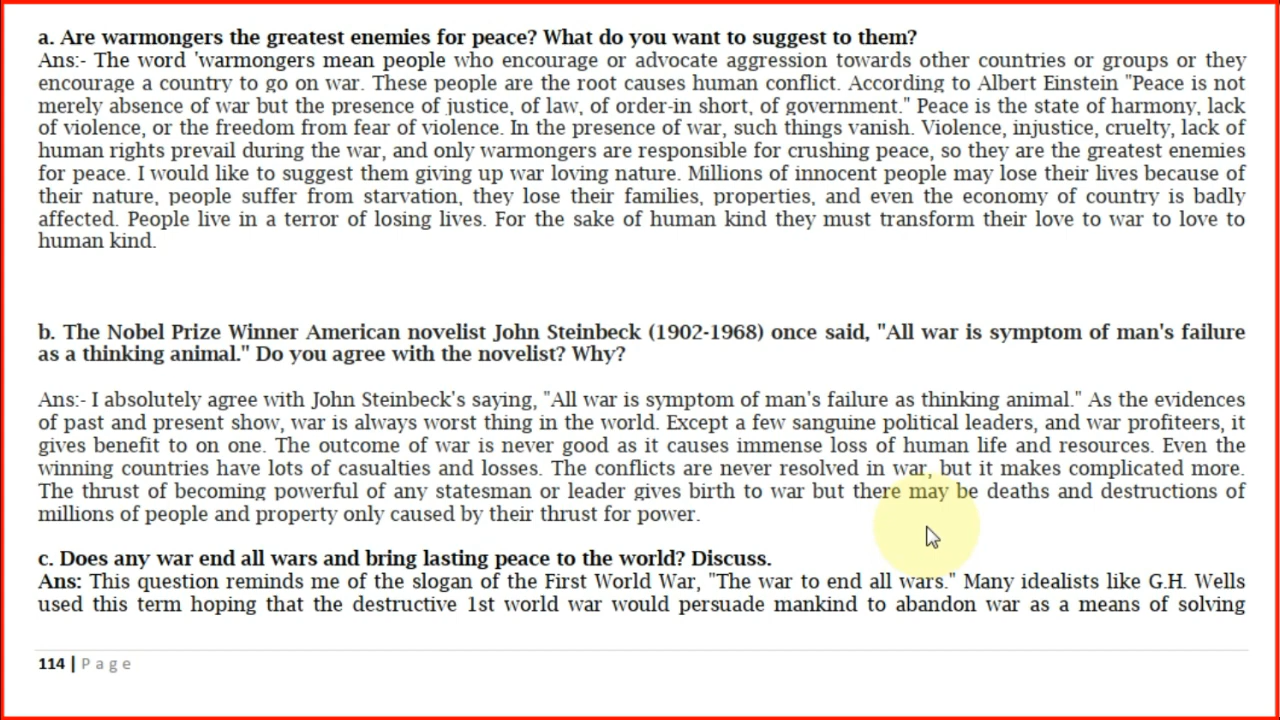 a. Are warmongers the greatest enemies for peace? What do you want to suggest to them?
Ans:- The word 'warmongers mean people who encourage or advocate aggression towards other countries or groups or they
encourage a country to go on war. These people are the root causes human conflict. According to Albert Einstein "Peace is not
merely absence of war but the presence of justice, of law, of order-in short, of government." Peace is the state of harmony, lack
of violence, or the freedom from fear of violence. In the presence of war, such things vanish. Violence, injustice, cruelty, lack of
human rights prevail during the war, and only warmongers are responsible for crushing peace, so they are the greatest enemies
for peace. I would like to suggest them giving up war loving nature. Millions of innocent people may lose their lives because of
their nature, people suffer from starvation, they lose their families, properties, and even the economy of country is badly
affected. People live in a terror of losing lives. For the sake of human kind they must transform their love to war to love to
human kind.
b. The Nobel Prize Winner American novelist John Steinbeck (1902-1968) once said, "All war is symptom of man's failure
as a thinking animal." Do you agree with the novelist? Why?
Ans:- I absolutely agree with John Steinbeck's saying, "All war is symptom of man's failure as thinking animal." As the evidences
of past and present show, war is always worst thing in the world. Except a few sanguine political leaders, and war profiteers, it
gives benefit to on one. The outcome of war is never good as it causes immense loss of human life and resources. Even the
winning countries have lots of casualties and losses. The conflicts are never resolved in war, but it makes complicated more.
The thrust of becoming powerful of any statesman or leader gives birth to war but there may be deaths and destructions of
millions of people and property only caused by their thrust for power.
c. Does any war end all wars and bring lasting peace to the world? Discuss.
Ans: This question reminds me of the slogan of the First World War, "The war to end all wars." Many idealists like G.H. Wells
used this term hoping that the destructive 1st world war would persuade mankind to abandon war as a means of solving
114 | Page